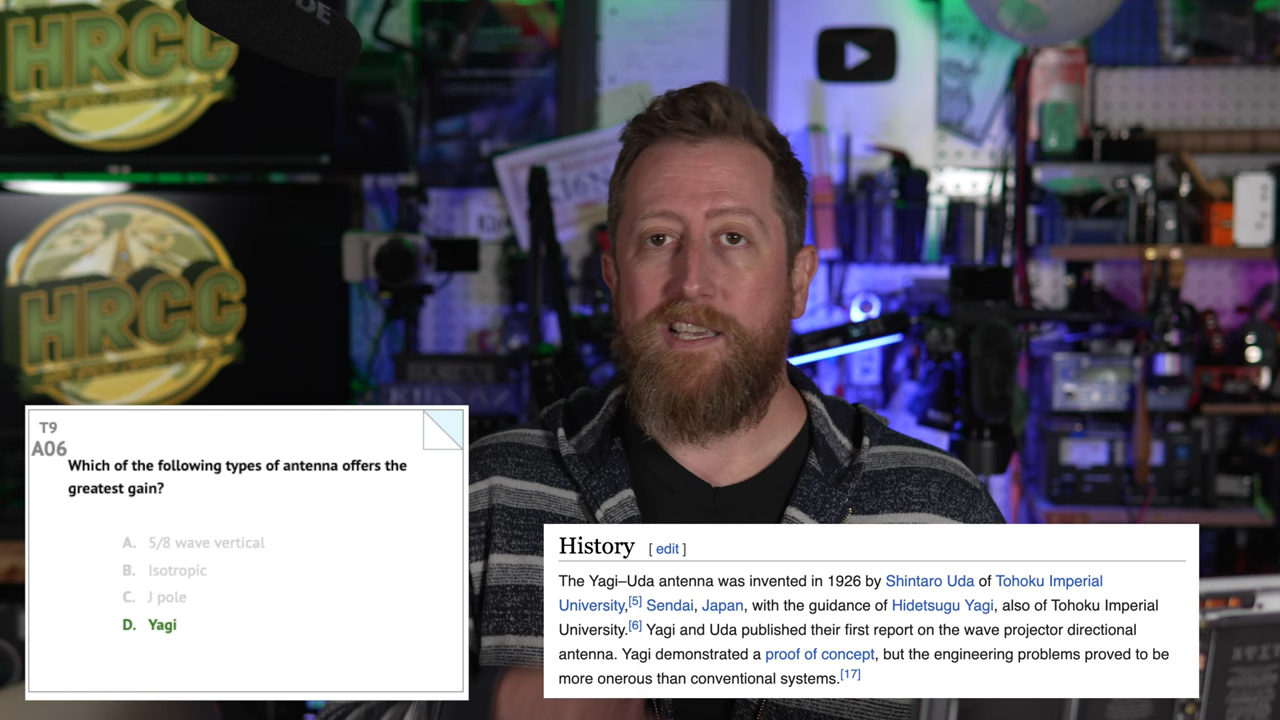 DE
HRCC
HRCC
T9
A06
Which of the following types of antenna offers the
greatest gain?
A. 5/8 wave vertical
B. Isotropic
C. J pole
D. Yagi
History [ edit ]
The Yagi–Uda antenna was invented in 1926 by Shintaro Uda of Tohoku Imperial
University,[5] Sendai, Japan, with the guidance of Hidetsugu Yagi, also of Tohoku Imperial
University.[6] Yagi and Uda published their first report on the wave projector directional
antenna. Yagi demonstrated a proof of concept, but the engineering problems proved to be
more onerous than conventional systems.[17]